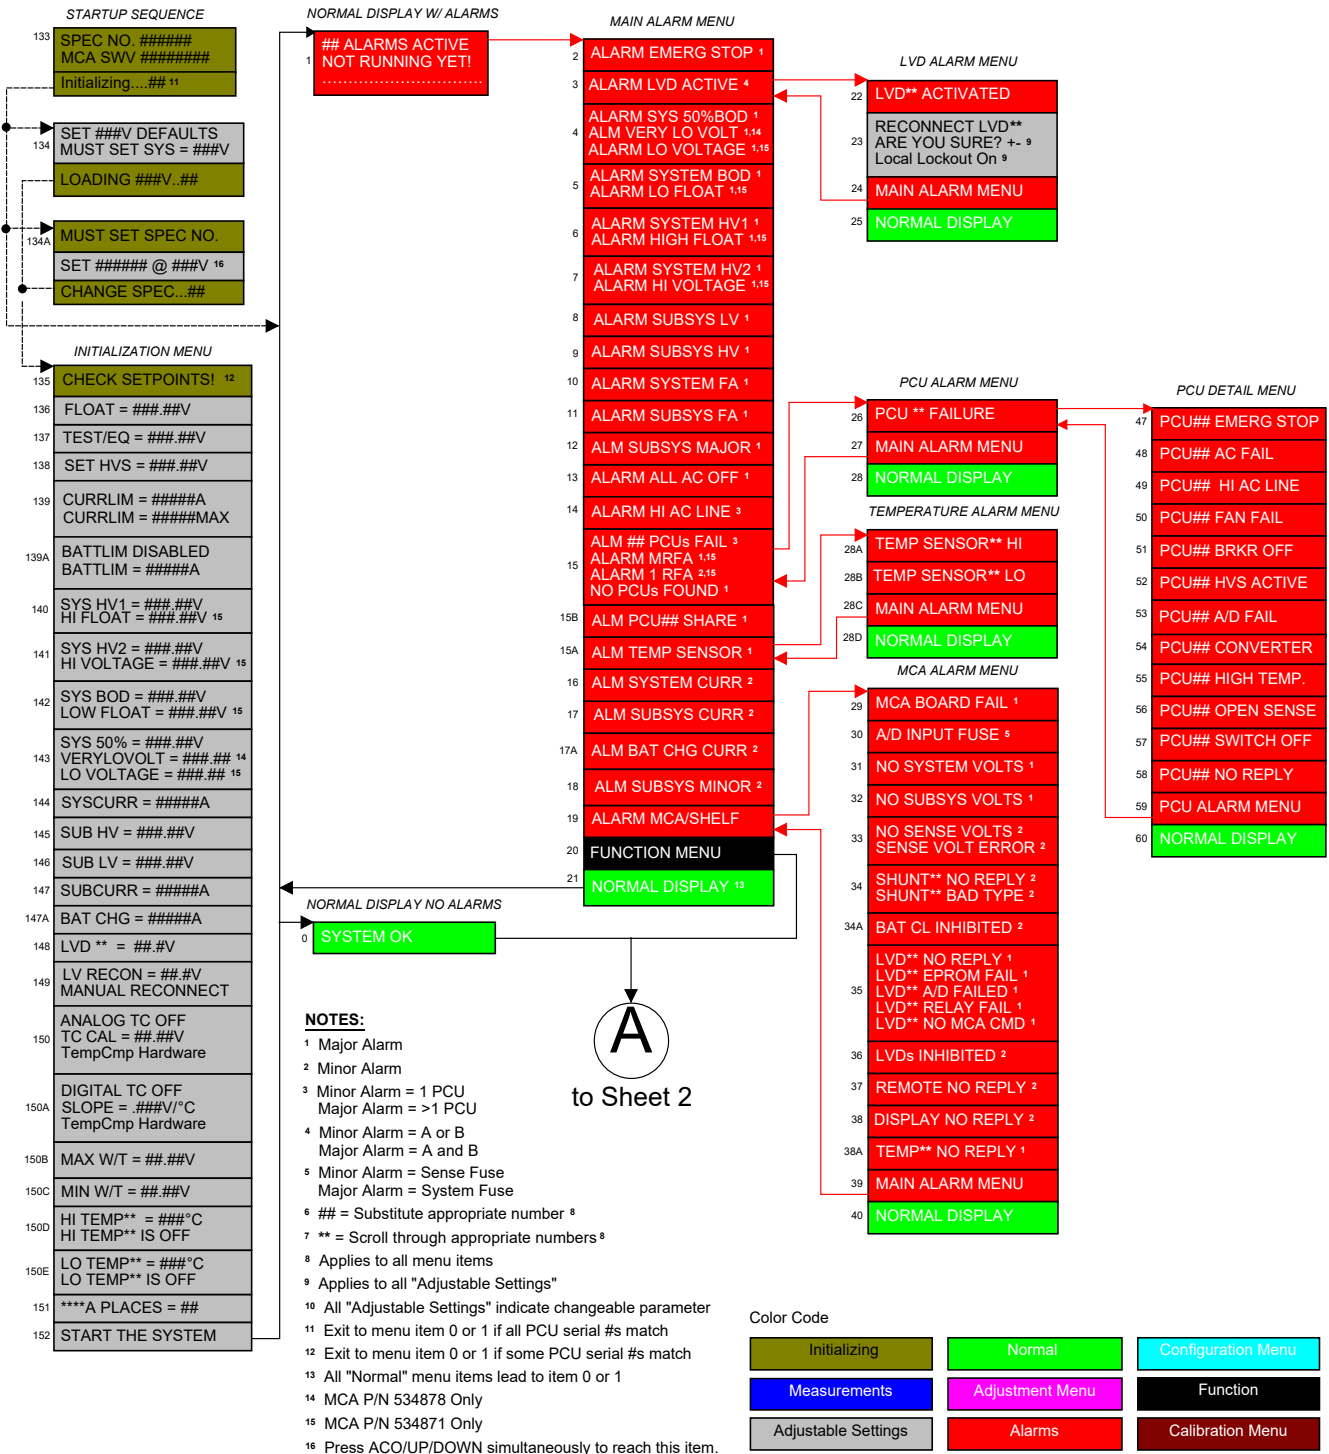 STARTUP SEQUENCE
133
SPEC NO. ######
MCA SWV ########
Initializing....## 11
134
SET ###V DEFAULTS
MUST SET SYS = ###V
LOADING ###V..##
134A
MUST SET SPEC NO.
SET ###### @ ###V 16
CHANGE SPEC...##
INITIALIZATION MENU
135
CHECK SETPOINTS! 12
136
FLOAT = ###.##V
137
TEST/EQ = ###.##V
138
SET HVS = ###.##V
139
CURRLIM = #####A
CURRLIM = #####MAX
139A
BATTLIM DISABLED
BATTLIM = #####A
140
SYS HV1 = ###.##V
HI FLOAT = ###.##V 15
141
SYS HV2 = ###.##V
HI VOLTAGE = ###.##V 15
142
SYS BOD = ###.##V
LOW FLOAT = ###.##V 15
143
SYS 50% = ###.##V
VERYLOVOLT = ###.## 14
LO VOLTAGE = ###.## 15
144
SYSCURR = #####A
145
SUB HV = ###.##V
146
SUB LV = ###.##V
147
SUBCURR = #####A
147A
BAT CHG = #####A
148
LVD ** = ##.#V
149
LV RECON = ##.#V
MANUAL RECONNECT
150
ANALOG TC OFF
TC CAL = ##.##V
TempCmp Hardware
150A
DIGITAL TC OFF
SLOPE = .###V/°C
TempCmp Hardware
150B
MAX W/T = ##.##V
150C
MIN W/T = ##.##V
150D
HI TEMP** = ###°C
HI TEMP** IS OFF
150E
LO TEMP** = ###°C
LO TEMP** IS OFF
151
****A PLACES = ##
152
START THE SYSTEM
NORMAL DISPLAY W/ ALARMS
1
## ALARMS ACTIVE
NOT RUNNING YET!
................................
MAIN ALARM MENU
2
ALARM EMERG STOP 1
3
ALARM LVD ACTIVE 4
4
ALARM SYS 50%BOD 1
ALM VERY LO VOLT 1,14
ALARM LO VOLTAGE 1,15
5
ALARM SYSTEM BOD 1
ALARM LO FLOAT 1,15
6
ALARM SYSTEM HV1 1
ALARM HIGH FLOAT 1,15
7
ALARM SYSTEM HV2 1
ALARM HI VOLTAGE 1,15
8
ALARM SUBSYS LV 1
9
ALARM SUBSYS HV 1
10
ALARM SYSTEM FA 1
11
ALARM SUBSYS FA 1
12
ALM SUBSYS MAJOR 1
13
ALARM ALL AC OFF 1
14
ALARM HI AC LINE 3
15
ALM ## PCUs FAIL 3
ALARM MRFA 1,15
ALARM 1 RFA 2,15
NO PCUs FOUND 1
15B
ALM PCU## SHARE 1
15A
ALM TEMP SENSOR 1
16
ALM SYSTEM CURR 2
17
ALM SUBSYS CURR 2
17A
ALM BAT CHG CURR 2
18
ALM SUBSYS MINOR 2
19
ALARM MCA/SHELF
20
FUNCTION MENU
21
NORMAL DISPLAY 13
NORMAL DISPLAY NO ALARMS
0
SYSTEM OK
A
to Sheet 2
LVD ALARM MENU
22
LVD** ACTIVATED
23
RECONNECT LVD**
ARE YOU SURE? +- 9
Local Lockout On 9
24
MAIN ALARM MENU
25
NORMAL DISPLAY
PCU ALARM MENU
26
PCU ** FAILURE
27
MAIN ALARM MENU
28
NORMAL DISPLAY
TEMPERATURE ALARM MENU
28A
TEMP SENSOR** HI
28B
TEMP SENSOR** LO
28C
MAIN ALARM MENU
28D
NORMAL DISPLAY
MCA ALARM MENU
29
MCA BOARD FAIL 1
30
A/D INPUT FUSE 5
31
NO SYSTEM VOLTS 1
32
NO SUBSYS VOLTS 1
33
NO SENSE VOLTS 2
SENSE VOLT ERROR 2
34
SHUNT** NO REPLY 2
SHUNT** BAD TYPE 2
34A
BAT CL INHIBITED 2
35
LVD** NO REPLY 1
LVD** EPROM FAIL 1
LVD** A/D FAILED 1
LVD** RELAY FAIL 1
LVD** NO MCA CMD 1
36
LVDs INHIBITED 2
37
REMOTE NO REPLY 2
38
DISPLAY NO REPLY 2
38A
TEMP** NO REPLY 1
39
MAIN ALARM MENU
40
NORMAL DISPLAY
PCU DETAIL MENU
47
PCU## EMERG STOP
48
PCU## AC FAIL
49
PCU## HI AC LINE
50
PCU## FAN FAIL
51
PCU## BRKR OFF
52
PCU## HVS ACTIVE
53
PCU## A/D FAIL
54
PCU## CONVERTER
55
PCU## HIGH TEMP.
56
PCU## OPEN SENSE
57
PCU## SWITCH OFF
58
PCU## NO REPLY
59
PCU ALARM MENU
60
NORMAL DISPLAY
NOTES:
1 Major Alarm
2 Minor Alarm
3 Minor Alarm = 1 PCU
Major Alarm = >1 PCU
4 Minor Alarm = A or B
Major Alarm = A and B
5 Minor Alarm = Sense Fuse
Major Alarm = System Fuse
6 ## = Substitute appropriate number 8
7 ** = Scroll through appropriate numbers 8
8 Applies to all menu items
9 Applies to all "Adjustable Settings"
10 All "Adjustable Settings" indicate changeable parameter
11 Exit to menu item 0 or 1 if all PCU serial #s match
12 Exit to menu item 0 or 1 if some PCU serial #s match
13 All "Normal" menu items lead to item 0 or 1
14 MCA P/N 534878 Only
15 MCA P/N 534871 Only
16 Press ACO/UP/DOWN simultaneously to reach this item.
Color Code
Initializing
Normal
Configuration Menu
Measurements
Adjustment Menu
Function
Adjustable Settings
Alarms
Calibration Menu